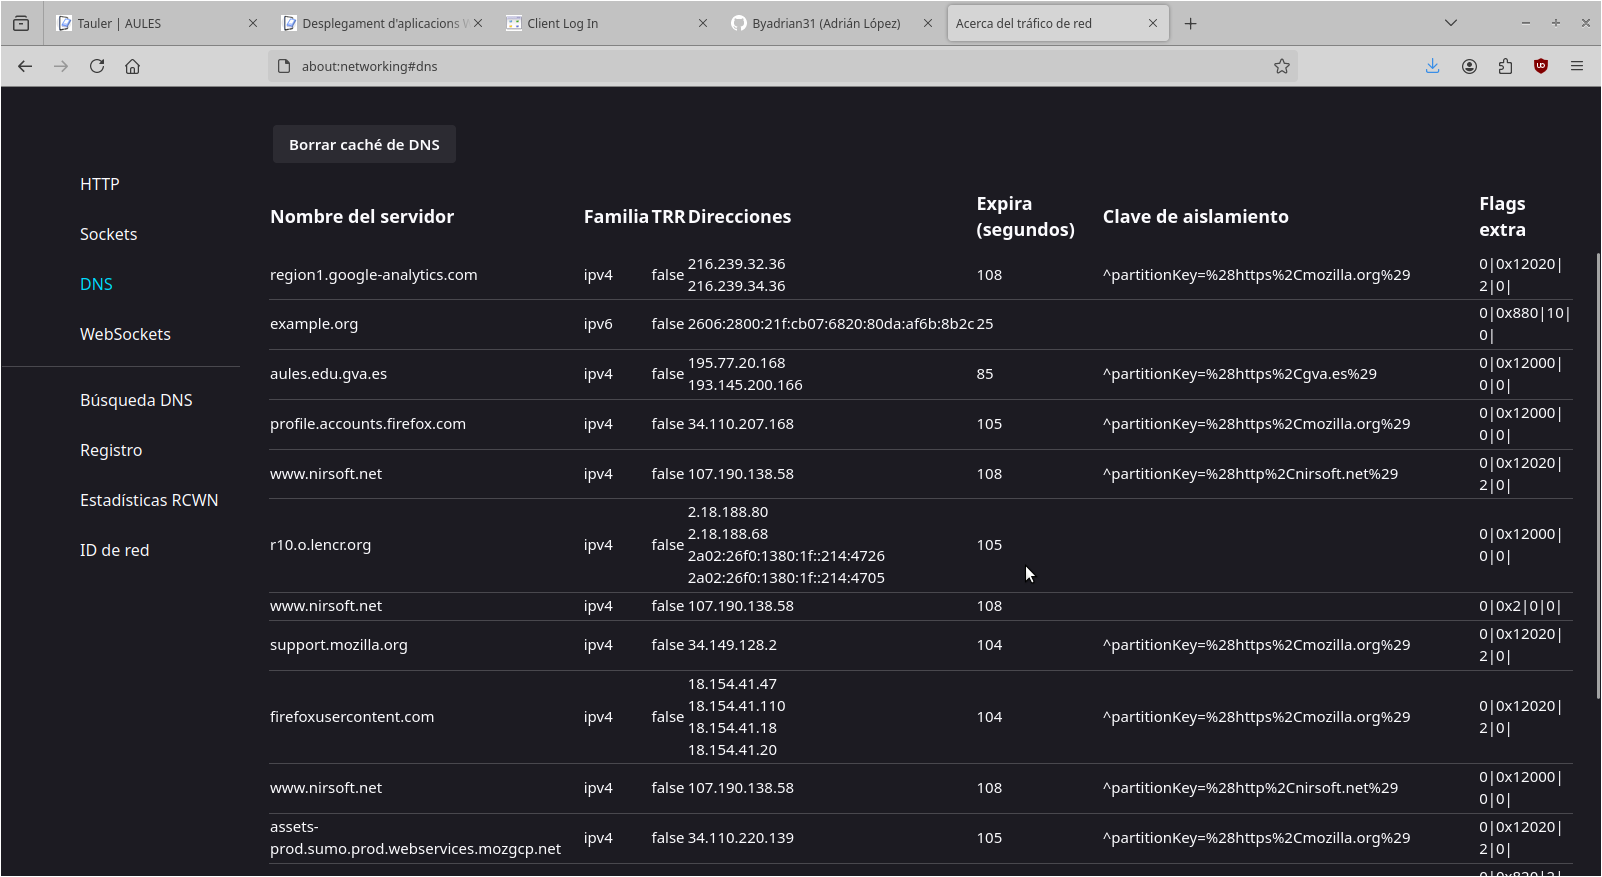 Tauler | AULES
Desplegament d'aplicacions
Client Log In
Byadrian31 (Adrián López)
Acerca del tráfico de red
about:networking#dns
Borrar caché de DNS
HTTP
Sockets
DNS
WebSockets
Búsqueda DNS
Registro
Estadísticas RCWN
ID de red
Nombre del servidor Familia TRR Direcciones Expira (segundos) Clave de aislamiento Flags extra
region1.google-analytics.com ipv4 false 216.239.32.36 108 ^partitionKey=%28https%2Cmozilla.org%29 0|0x12020|
216.239.34.36 2|0|
example.org ipv6 false 2606:2800:21f:cb07:6820:80da:af6b:8b2c 25 0|0x880|10|
0|
aules.edu.gva.es ipv4 false 195.77.20.168 85 ^partitionKey=%28https%2Cgva.es%29 0|0x12000|
193.145.200.166 0|0|
profile.accounts.firefox.com ipv4 false 34.110.207.168 105 ^partitionKey=%28https%2Cmozilla.org%29 0|0x12000|
0|0|
www.nirsoft.net ipv4 false 107.190.138.58 108 ^partitionKey=%28http%2Cnirsoft.net%29 0|0x12020|
2|0|
r10.o.lencr.org ipv4 false 2.18.188.80 105 0|0x12000|
2.18.188.68 0|0|
2a02:26f0:1380:1f::214:4726
2a02:26f0:1380:1f::214:4705
www.nirsoft.net ipv4 false 107.190.138.58 108 0|0x2|0|0|
support.mozilla.org ipv4 false 34.149.128.2 104 ^partitionKey=%28https%2Cmozilla.org%29 0|0x12020|
2|0|
firefoxusercontent.com ipv4 false 18.154.41.47 104 ^partitionKey=%28https%2Cmozilla.org%29 0|0x12020|
18.154.41.110 2|0|
18.154.41.18
18.154.41.20
www.nirsoft.net ipv4 false 107.190.138.58 108 ^partitionKey=%28http%2Cnirsoft.net%29 0|0x12000|
0|0|
assets- ipv4 false 34.110.220.139 105 ^partitionKey=%28https%2Cmozilla.org%29 0|0x12020|
prod.sumo.prod.webservices.mozgcp.net 2|0|